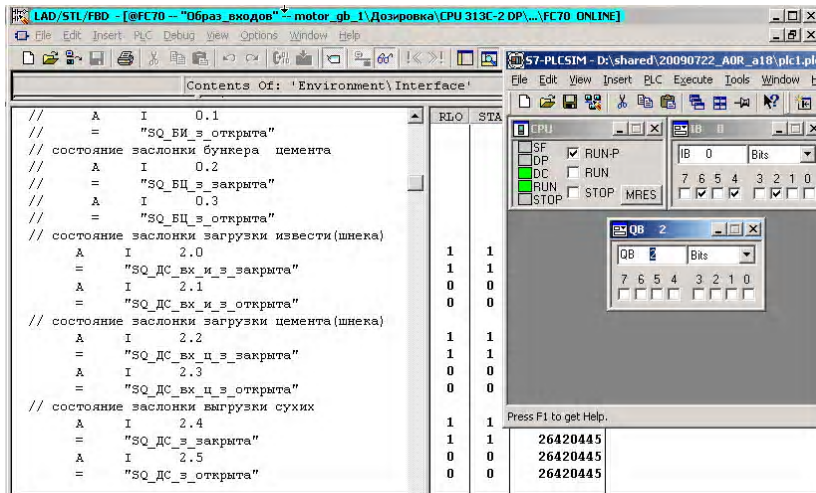 LAD/STL/FBD - [@FC70 -- "Образ_входов" -- motor_gb_1\Дозировка\CPU 313C-2 DP\...\FC70 ONLINE]
File Edit Insert PLC Debug View Options Window Help
Contents Of: 'Environment\Interface'
// A I 0.1
// = "SQ_БИ_з_открыта"
// состояние заслонки бункера цемента
// A I 0.2
// = "SQ_БЦ_з_закрыта"
// A I 0.3
// = "SQ_БЦ_з_открыта"
// состояние заслонки загрузки извести(шнека)
A I 2.0
= "SQ_ДС_вх_и_з_закрыта"
A I 2.1
= "SQ_ДС_вх_и_з_открыта"
// состояние заслонки загрузки цемента(шнека)
A I 2.2
= "SQ_ДС_вх_ц_з_закрыта"
A I 2.3
= "SQ_ДС_вх_ц_з_открыта"
// состояние заслонки выгрузки сухих
A I 2.4
= "SQ_ДС_з_закрыта"
A I 2.5
= "SQ_ДС_з_открыта"
RLO STA
1 1
1 1
0 0
0 0
1 1
1 1
0 0
0 0
1 1
1 1 26420445
0 0 26420445
0 0 26420445
S7-PLCSIM - D:\shared\20090722_A0R_a18\plc1.plc
File Edit View Insert PLC Execute Tools Window
CPU
SF
DP
DC
RUN
STOP
RUN-P
RUN
STOP MRES
IB 0
IB 0 Bits
7 6 5 4 3 2 1 0
QB 2
QB 2 Bits
7 6 5 4 3 2 1 0
Press F1 to get Help.